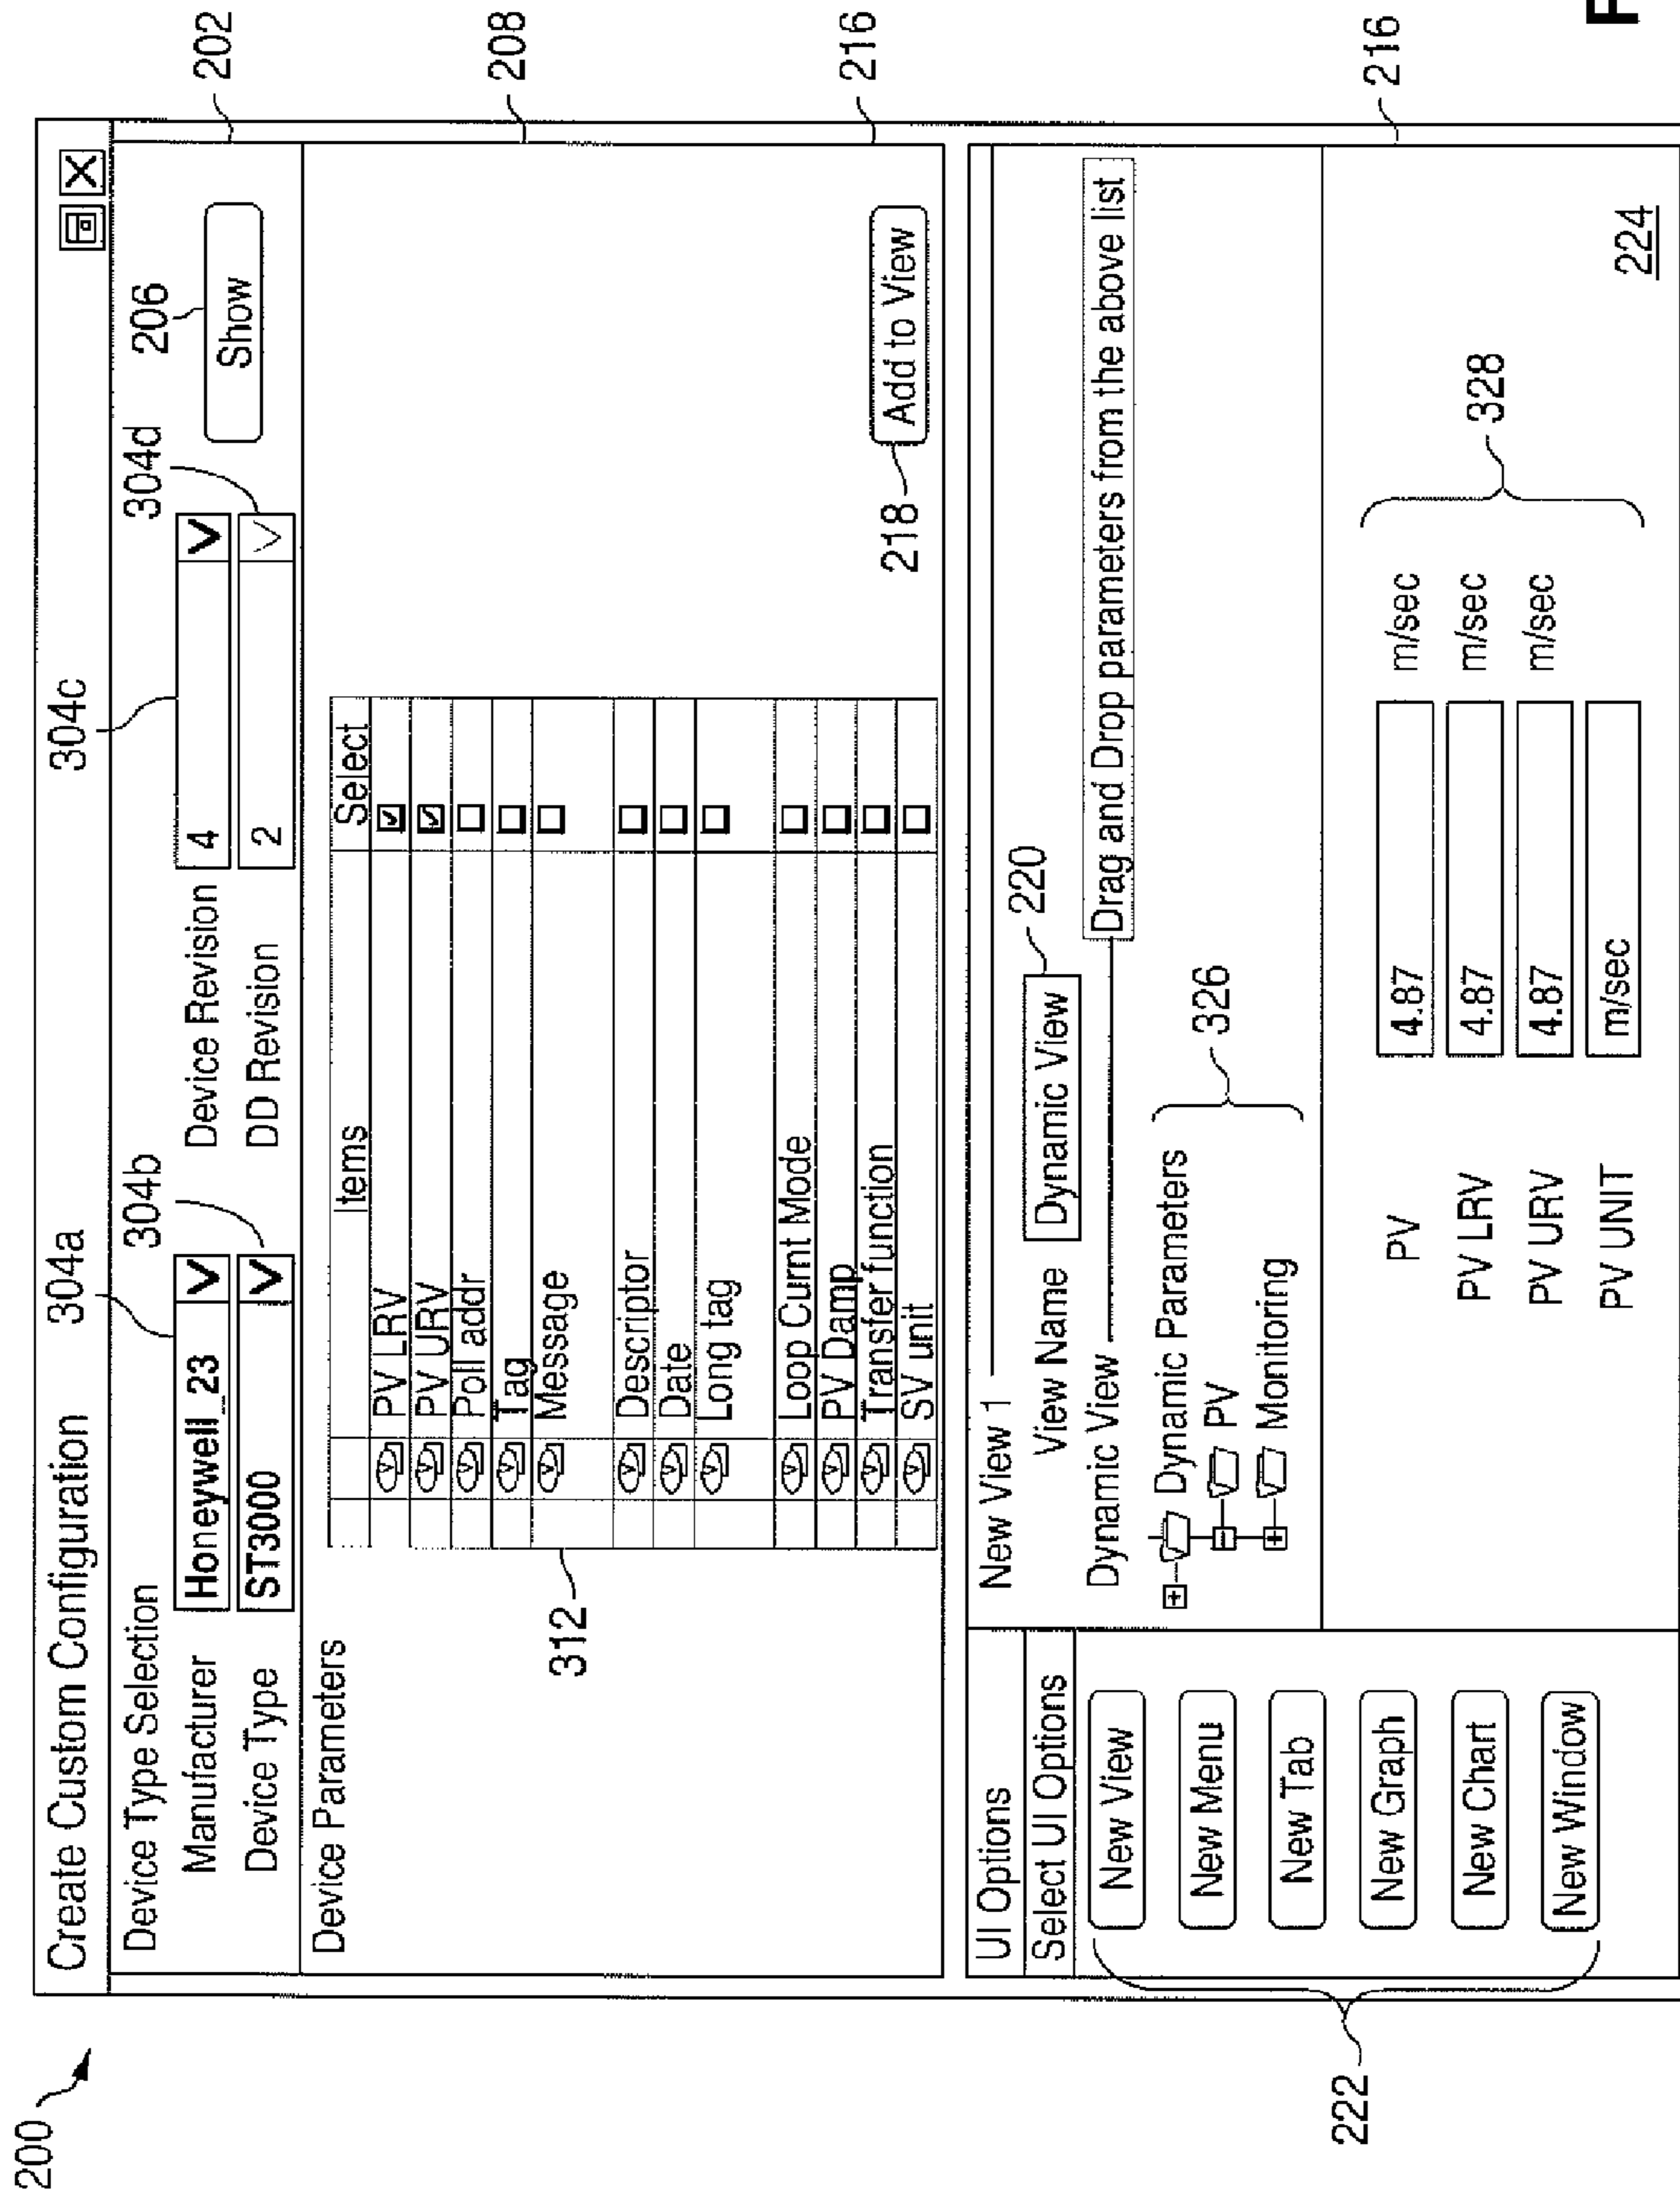 200
Create Custom Configuration
304a
304c
Device Type Selection
304b
304d
206
202
Manufacturer Honeywell_23 V Device Revision 4 V Show
Device Type ST3000 V DD Revision 2 V
Device Parameters
208
Items Select
V PV LRV
V PV URV
V Poll addr
V Tag
V Message
V Descriptor
V Date
V Long tag
V Loop Curnt Mode
V PV Damp
V Transfer function
V SV unit
312
218 Add to View
216
UI Options
Select UI Options
New View
New Menu
New Tab
New Graph
New Chart
New Window
222
New View 1
View Name Dynamic View 220
Dynamic View Drag and Drop parameters from the above list
Dynamic Parameters
PV
Monitoring
326
216
PV 4.87 m/sec
PV LRV 4.87 m/sec
PV URV 4.87 m/sec
PV UNIT m/sec
328
224